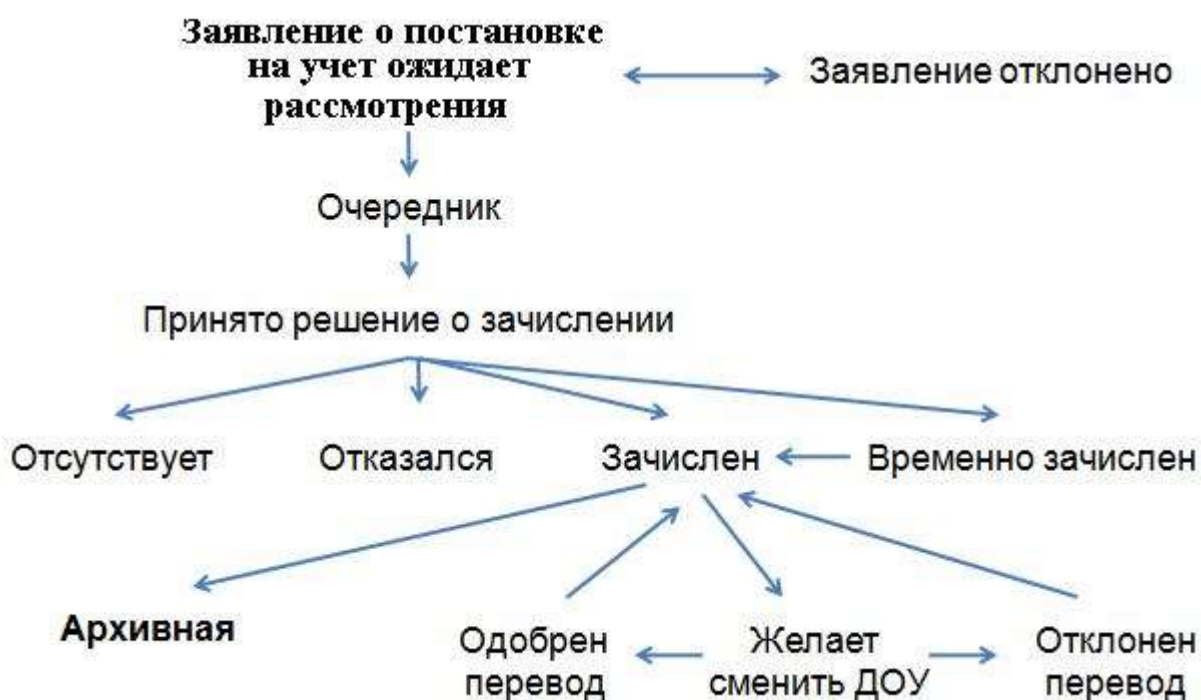 Заявление о постановке
на учет ожидает
рассмотрения
Заявление отклонено
Очередник
Принято решение о зачислении
Отсутствует
Отказался
Зачислен
Временно зачислен
Архивная
Одобрен
перевод
Желает
сменить ДОУ
Отклонен
перевод